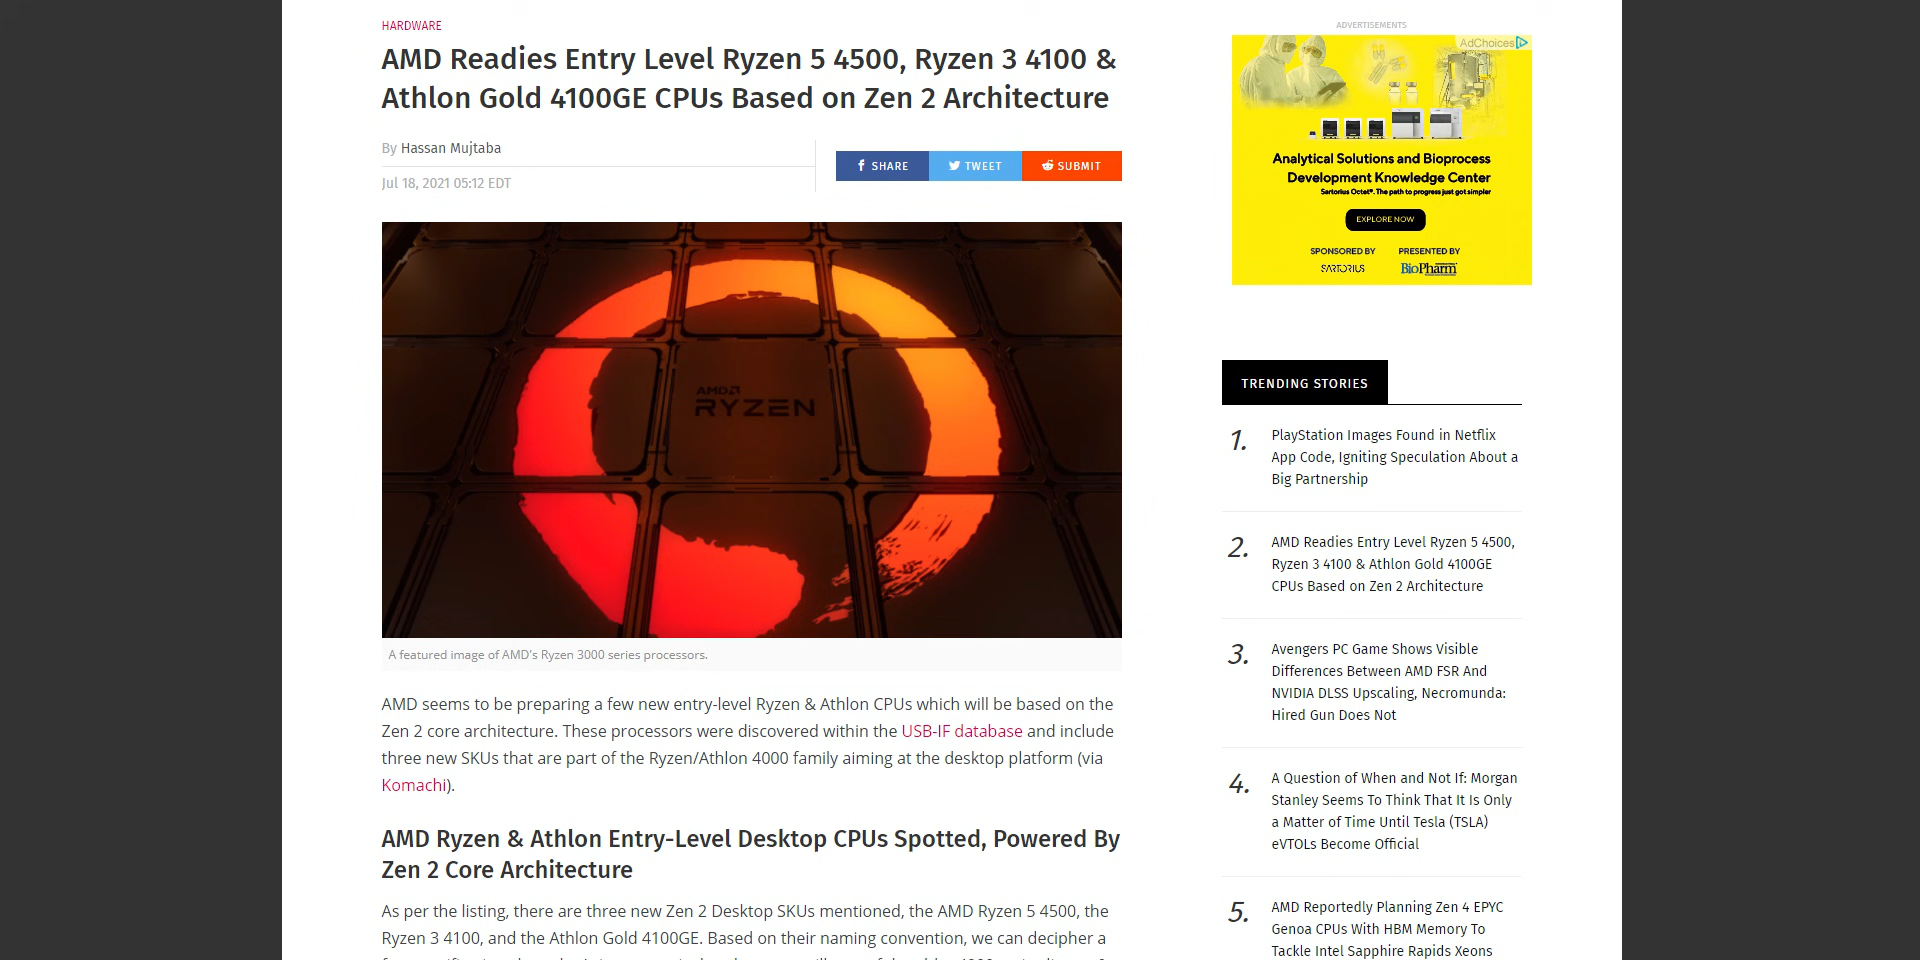 HARDWARE
AMD Readies Entry Level Ryzen 5 4500, Ryzen 3 4100 &
Athlon Gold 4100GE CPUs Based on Zen 2 Architecture
By Hassan Mujtaba
Jul 18, 2021 05:12 EDT
SHARE
TWEET
SUBMIT
AMD
RYZEN
A featured image of AMD's Ryzen 3000 series processors.
AMD seems to be preparing a few new entry-level Ryzen & Athlon CPUs which will be based on the
Zen 2 core architecture. These processors were discovered within the USB-IF database and include
three new SKUs that are part of the Ryzen/Athlon 4000 family aiming at the desktop platform (via
Komachi).
AMD Ryzen & Athlon Entry-Level Desktop CPUs Spotted, Powered By
Zen 2 Core Architecture
As per the listing, there are three new Zen 2 Desktop SKUs mentioned, the AMD Ryzen 5 4500, the
Ryzen 3 4100, and the Athlon Gold 4100GE. Based on their naming convention, we can decipher a
ADVERTISEMENTS
AdChoices
Analytical Solutions and Bioprocess
Development Knowledge Center
Sartorius Octet®. The path to progress just got simpler
EXPLORE NOW
SPONSORED BY
PRESENTED BY
SARTORIUS
BioPharm
TRENDING STORIES
1.
PlayStation Images Found in Netflix
App Code, Igniting Speculation About a
Big Partnership
2.
AMD Readies Entry Level Ryzen 5 4500,
Ryzen 3 4100 & Athlon Gold 4100GE
CPUs Based on Zen 2 Architecture
3.
Avengers PC Game Shows Visible
Differences Between AMD FSR And
NVIDIA DLSS Upscaling, Necromunda:
Hired Gun Does Not
4.
A Question of When and Not If: Morgan
Stanley Seems To Think That It Is Only
a Matter of Time Until Tesla (TSLA)
eVTOLs Become Official
5.
AMD Reportedly Planning Zen 4 EPYC
Genoa CPUs With HBM Memory To
Tackle Intel Sapphire Rapids Xeons